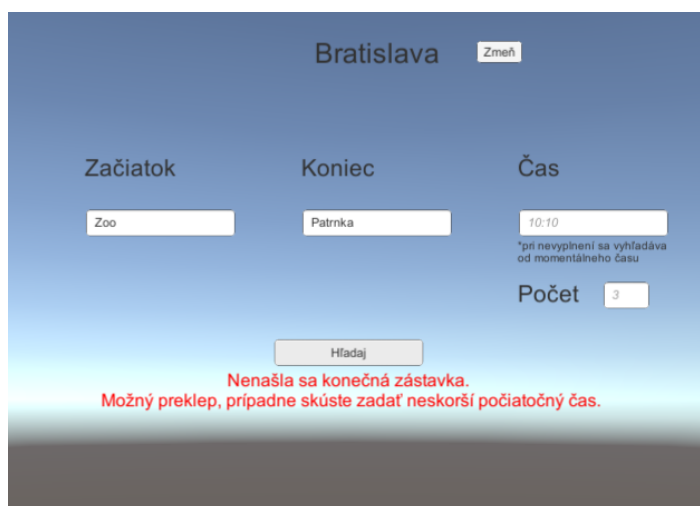 Bratislava Zmeň
Začiatok Koniec Čas
Zoo Patrnka 10:10
*pri nevyplnení sa vyhľadáva
od momentálneho času
Počet 3
Hľadaj
Nenašla sa konečná zástavka.
Možný preklep, prípadne skúste zadať neskorší počiatočný čas.